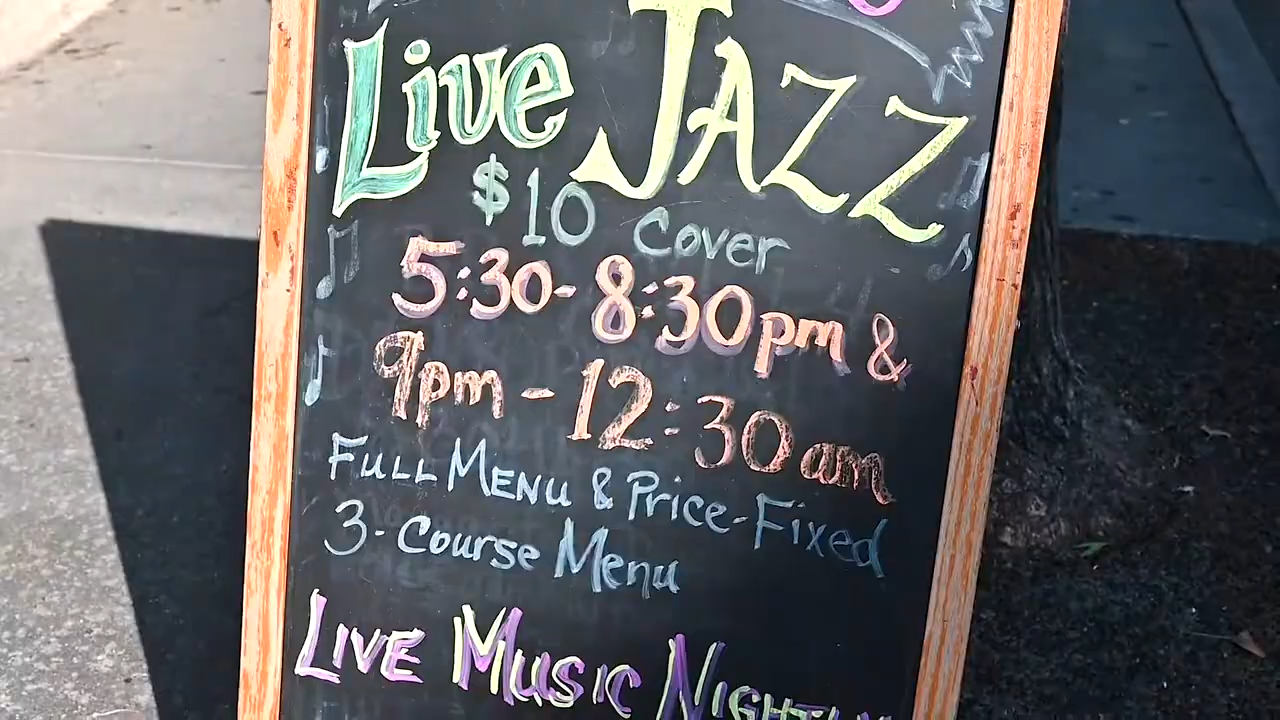 Live JAZZ
$10 Cover
5:30-8:30pm &
9pm - 12:30am
FULL MENU & Price-Fixed
3-Course Menu
LIVE MUSIC NIGHTLY